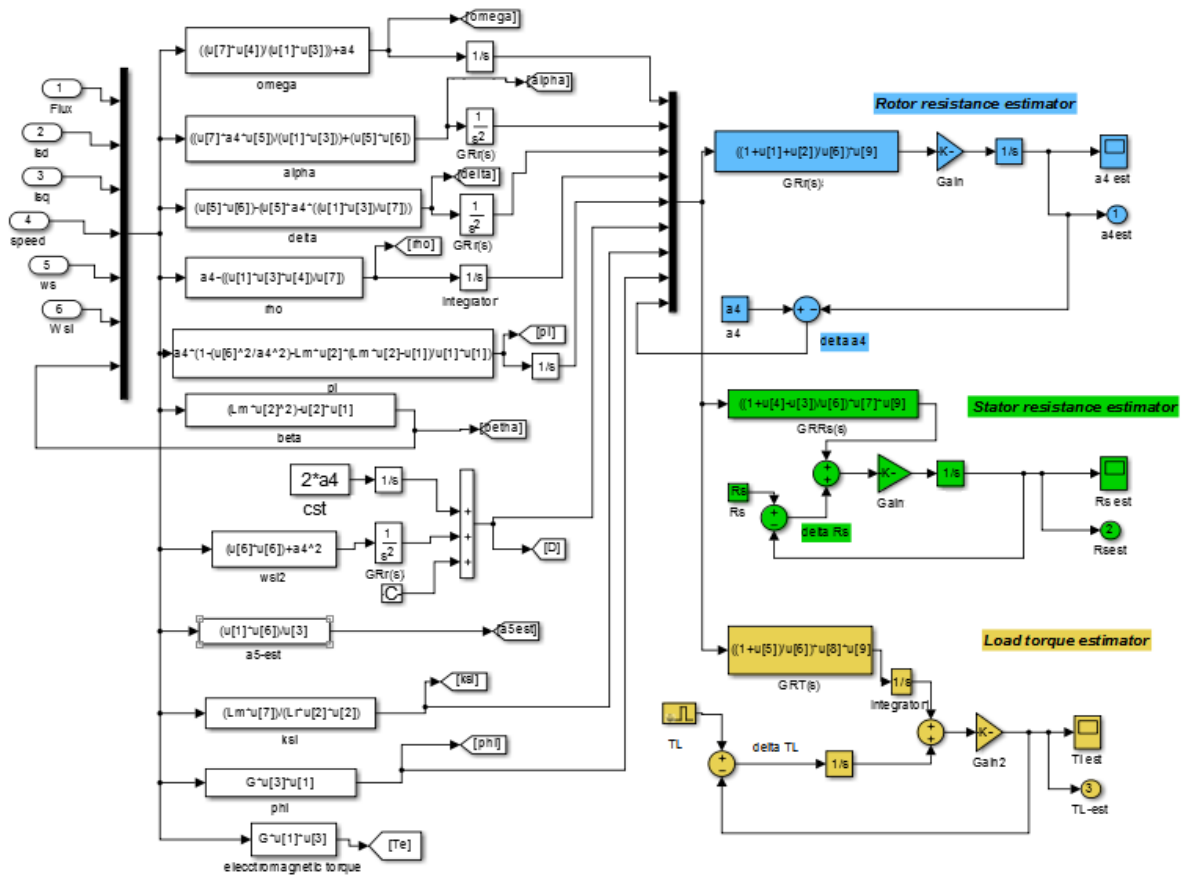 1
Flux
2
Isd
3
Isq
4
speed
5
ws
6
Wsl
((u[7]*u[4])/(u[1]*u[3]))+a4
omega
[omega]
1/s
((u[7]*a4*u[5])/(u[1]*u[3]))+(u[5]*u[6])
alpha
[alpha]
1
s2
GRr(s)
(u[5]*u[6])-(u[5]*a4*((u[1]*u[3])/u[7]))
delta
[delta]
1
s2
GRr(s)
a4-((u[1]*u[3]*u[4])/u[7])
rho
[rho]
1/s
Integrator
a4*(1-(u[6]^2/a4^2)-Lm*u[2]*(Lm*u[2]-u[1])/u[1]*u[1])
pi
[pi]
1/s
(Lm*u[2]^2)-u[2]*u[1]
beta
[betha]
2*a4
cst
1/s
+
+
+
(u[6]*u[6])+a4^2
wsl2
1
s2
GRr(s)
C
[D]
(u[1]*u[6])/u[3]
a5-est
[a5est]
(Lm*u[7])/(Lr*u[2]*u[2])
ksi
[ksi]
G*u[3]*u[1]
phi
[phi]
G*u[1]*u[3]
elecctromagnetic torque
[Te]
Rotor resistance estimator
((1+u[1]+u[2])/u[6])*u[9]
GRr(s)
K-
Gain
1/s
a4 est
1
a4est
a4
a4
+ −
delta a4
((1+u[4]-u[3])/u[6])*u[7]*u[9]
GRRs(s)
Stator resistance estimator
+
+
K-
Gain
1/s
Rs
Rs
+
−
delta Rs
Rs est
2
Rsest
((1+u[5])/u[6])*u[8]*u[9]
GRT(s)
Load torque estimator
1/s
Integrator
TL
+
−
delta TL
1/s
+
+
K-
Gain2
Tl est
3
TL-est